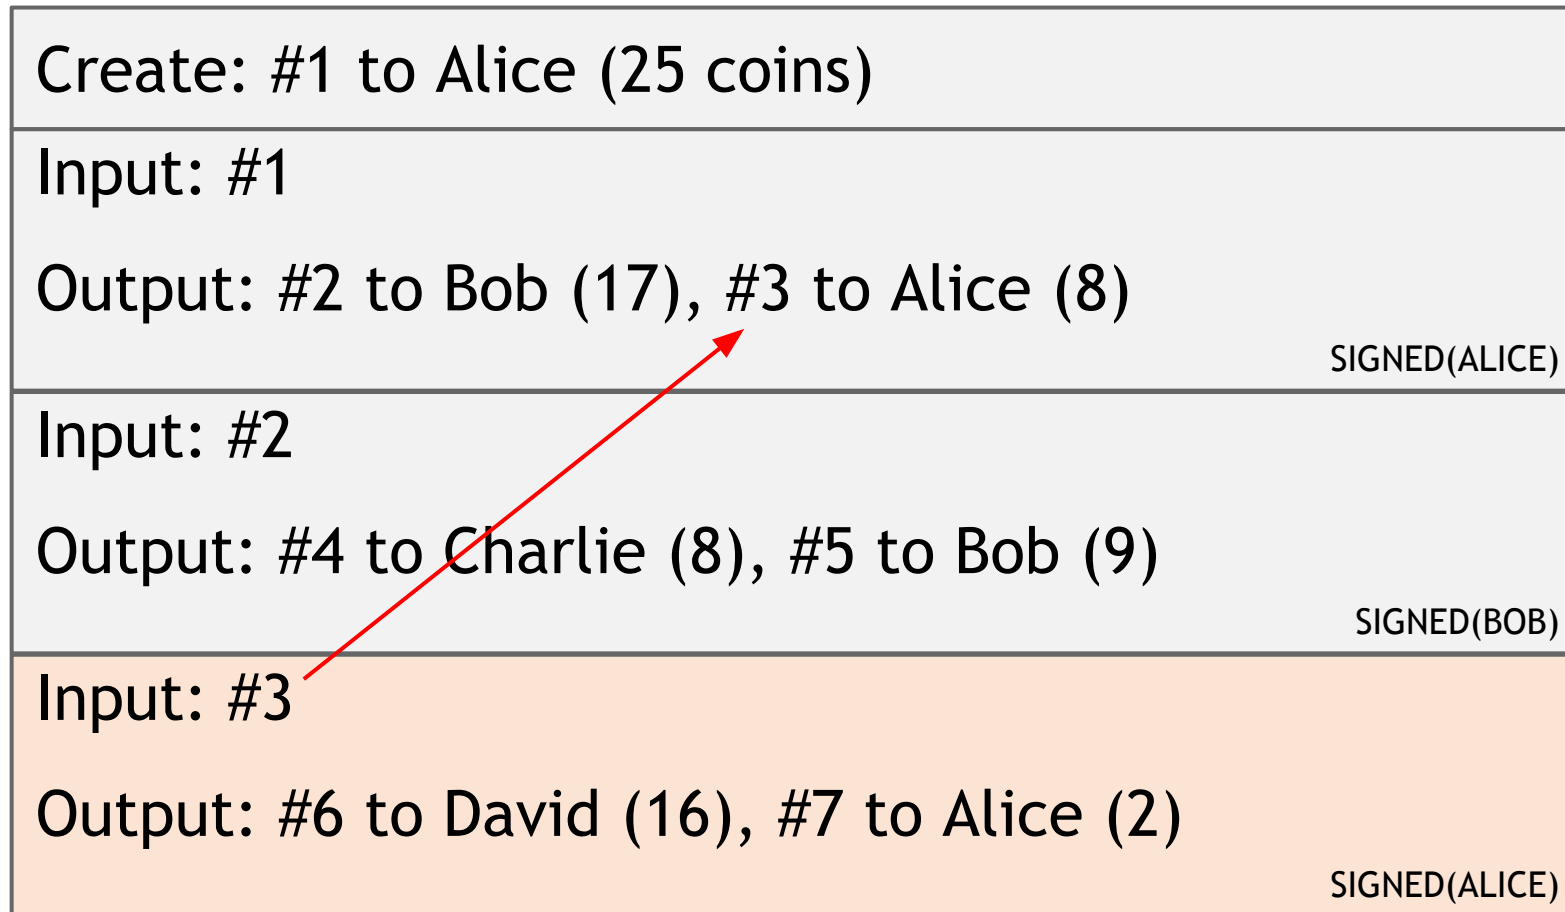 Create: #1 to Alice (25 coins)
Input: #1
Output: #2 to Bob (17), #3 to Alice (8)
SIGNED(ALICE)
Input: #2
Output: #4 to Charlie (8), #5 to Bob (9)
SIGNED(BOB)
Input: #3
Output: #6 to David (16), #7 to Alice (2)
SIGNED(ALICE)